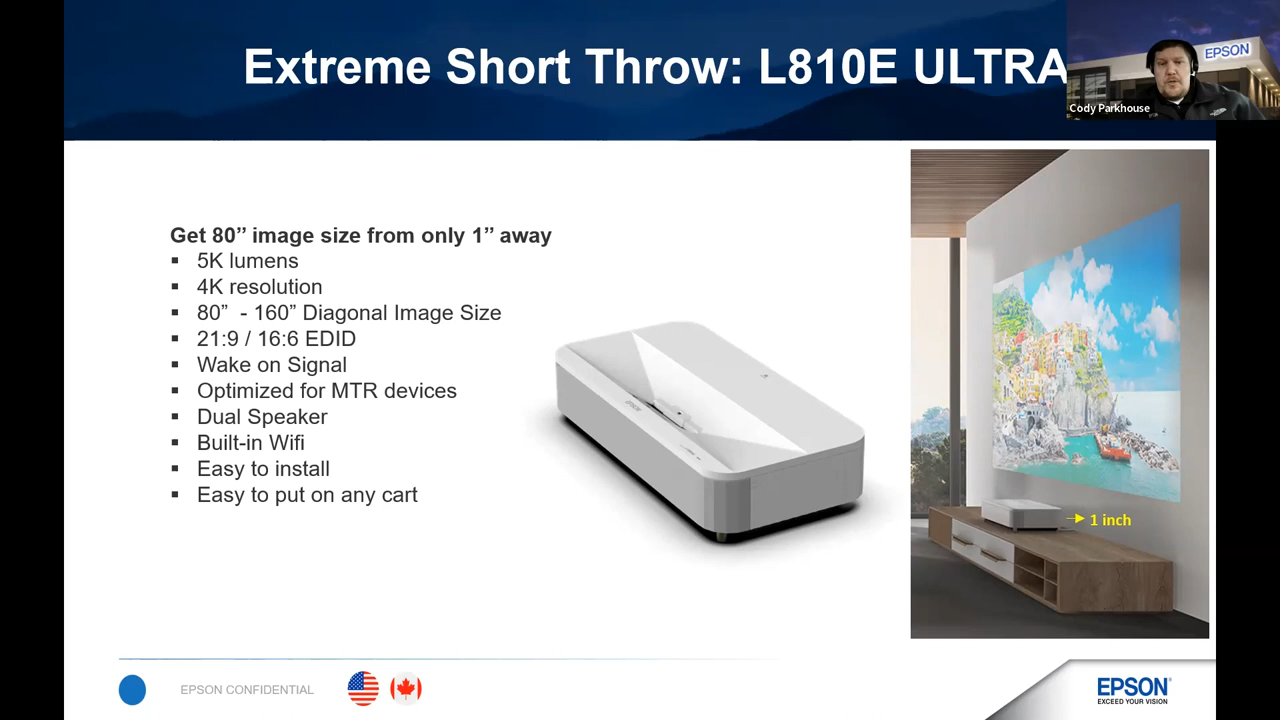 Extreme Short Throw: L810E ULTRA
EPSON
Cody Parkhouse
Get 80” image size from only 1” away
▪ 5K lumens
▪ 4K resolution
▪ 80”  - 160” Diagonal Image Size
▪ 21:9 / 16:6 EDID
▪ Wake on Signal
▪ Optimized for MTR devices
▪ Dual Speaker
▪ Built-in Wifi
▪ Easy to install
▪ Easy to put on any cart
EPSON
1 inch
EPSON CONFIDENTIAL
EPSON®
EXCEED YOUR VISION